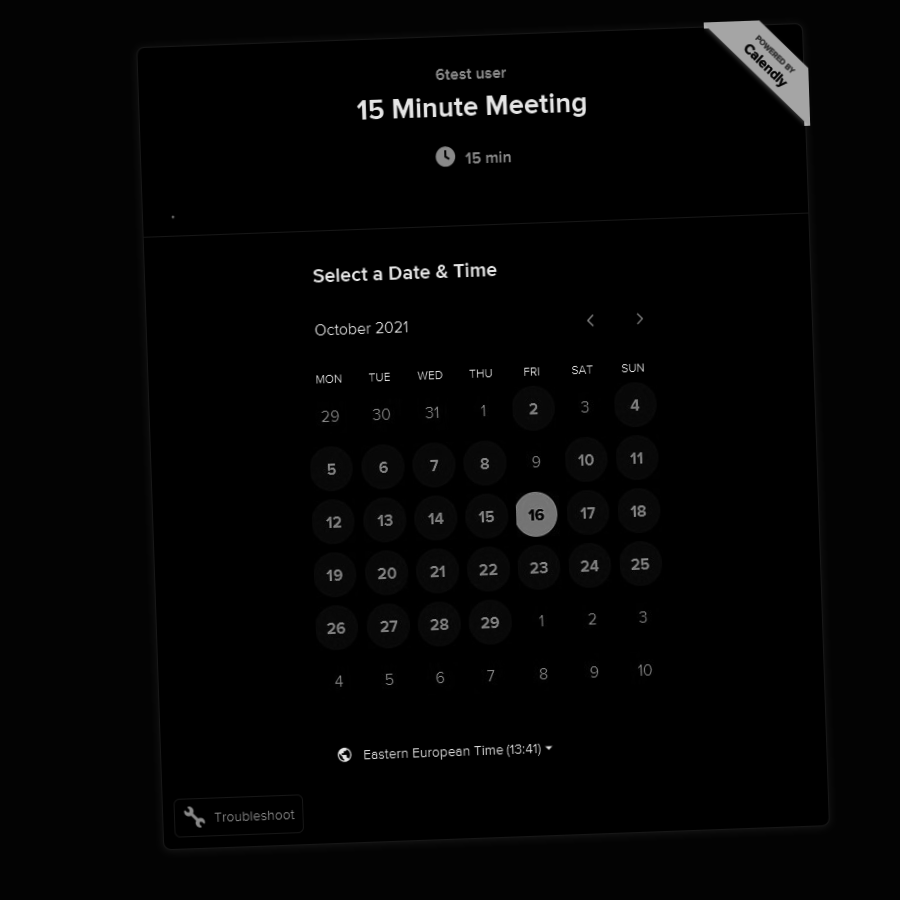 POWERED BY
Calendly
6test user
15 Minute Meeting
15 min
Select a Date & Time
October 2021
MON TUE WED THU FRI SAT SUN
29 30 31 1 2 3 4
5 6 7 8 9 10 11
12 13 14 15 16 17 18
19 20 21 22 23 24 25
26 27 28 29 1 2 3
4 5 6 7 8 9 10
Eastern European Time (13:41)
Troubleshoot